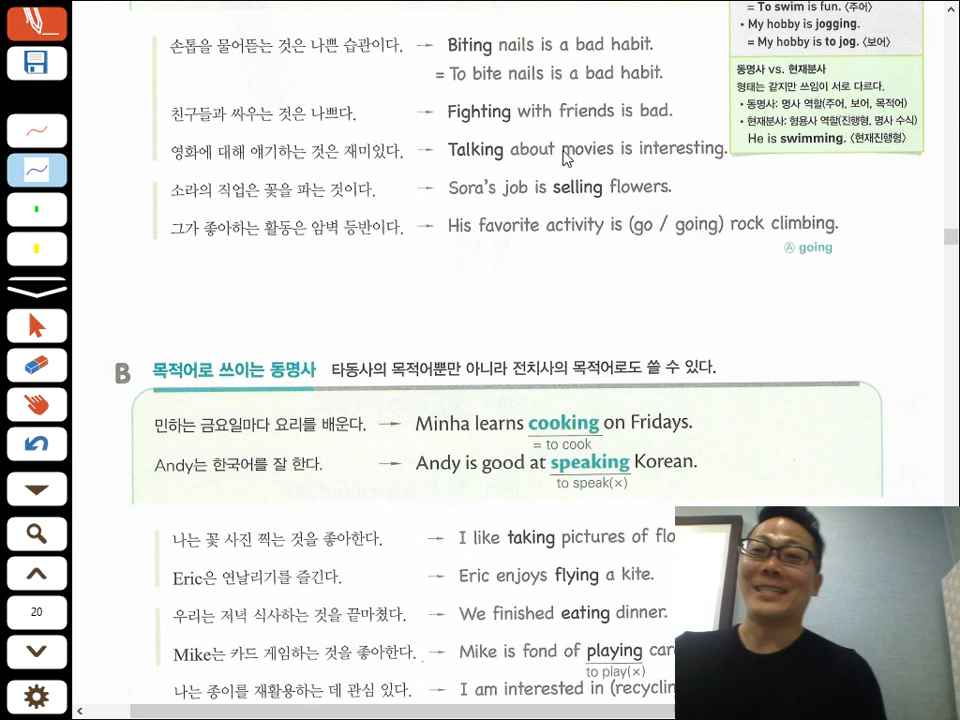 = To swim is fun. <주어>
• My hobby is jogging.
= My hobby is to jog. <보어>
동명사 vs. 현재분사
형태는 같지만 쓰임이 서로 다르다.
• 동명사: 명사 역할(주어, 보어, 목적어)
• 현재분사: 형용사 역할(진행형, 명사 수식)
He is swimming. <현재진행형>
손톱을 물어뜯는 것은 나쁜 습관이다. → Biting nails is a bad habit.
= To bite nails is a bad habit.
친구들과 싸우는 것은 나쁘다. → Fighting with friends is bad.
영화에 대해 얘기하는 것은 재미있다. → Talking about movies is interesting.
소라의 직업은 꽃을 파는 것이다. → Sora's job is selling flowers.
그가 좋아하는 활동은 암벽 등반이다. → His favorite activity is (go / going) rock climbing.
Ⓐ going
B 목적어로 쓰이는 동명사 타동사의 목적어뿐만 아니라 전치사의 목적어로도 쓸 수 있다.
민하는 금요일마다 요리를 배운다. → Minha learns cooking on Fridays.
= to cook
Andy는 한국어를 잘 한다. → Andy is good at speaking Korean.
to speak(×)
나는 꽃 사진 찍는 것을 좋아한다. → I like taking pictures of flo
Eric은 연날리기를 즐긴다. → Eric enjoys flying a kite.
우리는 저녁 식사하는 것을 끝마쳤다. → We finished eating dinner.
Mike는 카드 게임하는 것을 좋아한다. → Mike is fond of playing car
to play(×)
나는 종이를 재활용하는 데 관심 있다. → I am interested in (recyclin
20